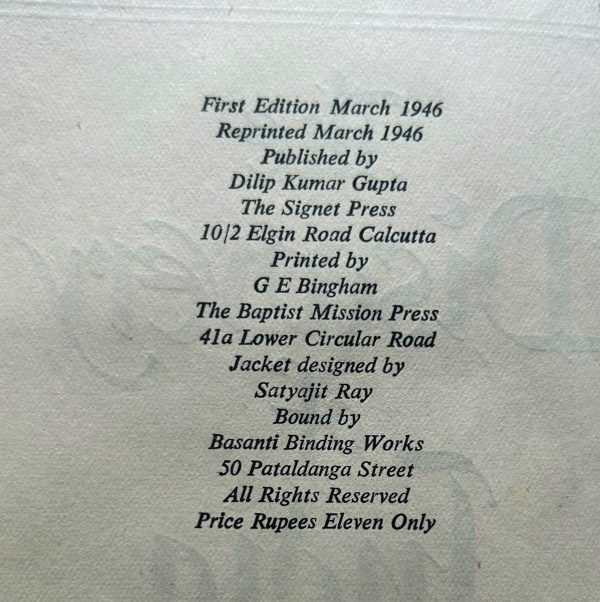 First Edition March 1946
Reprinted March 1946
Published by
Dilip Kumar Gupta
The Signet Press
10/2 Elgin Road Calcutta
Printed by
G E Bingham
The Baptist Mission Press
41a Lower Circular Road
Jacket designed by
Satyajit Ray
Bound by
Basanti Binding Works
50 Pataldanga Street
All Rights Reserved
Price Rupees Eleven Only